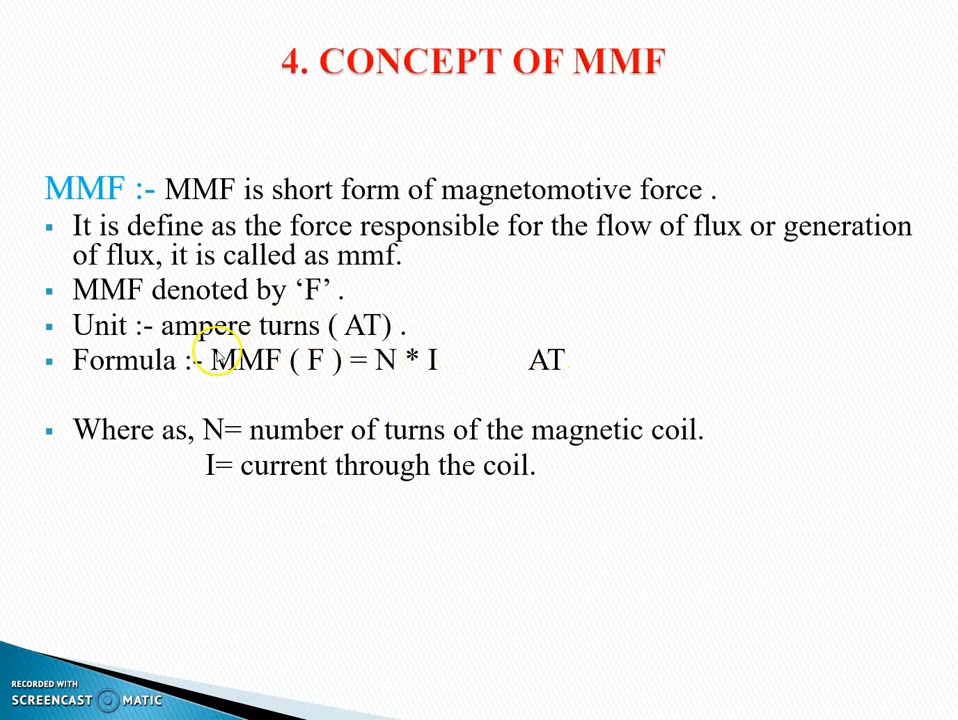 4. CONCEPT OF MMF
MMF :- MMF is short form of magnetomotive force .
▪ It is define as the force responsible for the flow of flux or generation
of flux, it is called as mmf.
▪ MMF denoted by ‘F’ .
▪ Unit :- ampere turns ( AT) .
▪ Formula :- MMF ( F ) = N * I AT
▪ Where as, N= number of turns of the magnetic coil.
I= current through the coil.
RECORDED WITH
SCREENCAST MATIC